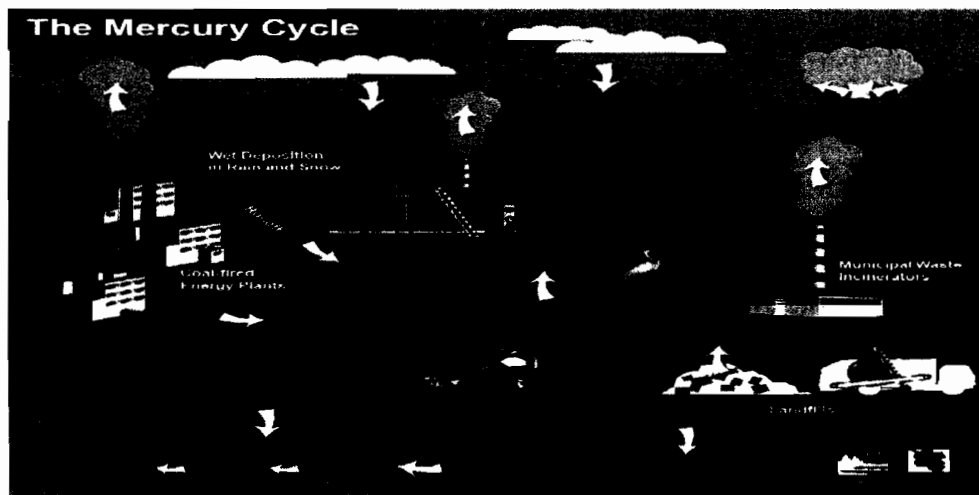 The Mercury Cycle
Wet Deposition
in Rain and Snow
Coal-fired
Energy Plants
Municipal Waste
Incinerators
Landfills